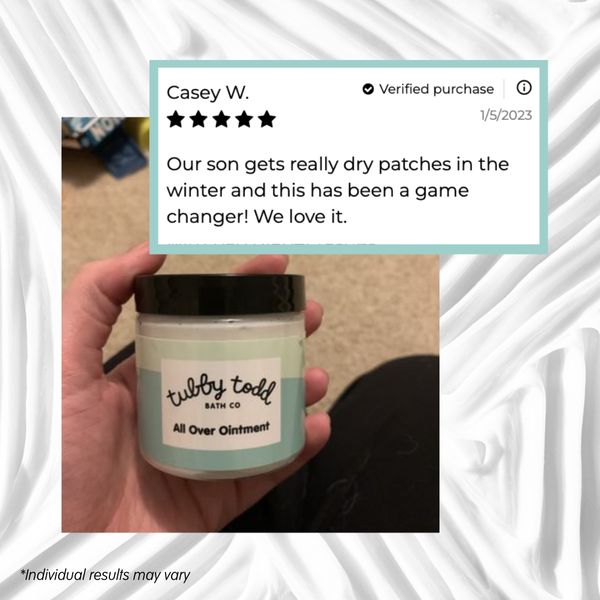 Casey W.
Verified purchase
1/5/2023
Our son gets really dry patches in the
winter and this has been a game
changer! We love it.
tubby todd
BATH CO
All Over Ointment
*Individual results may vary